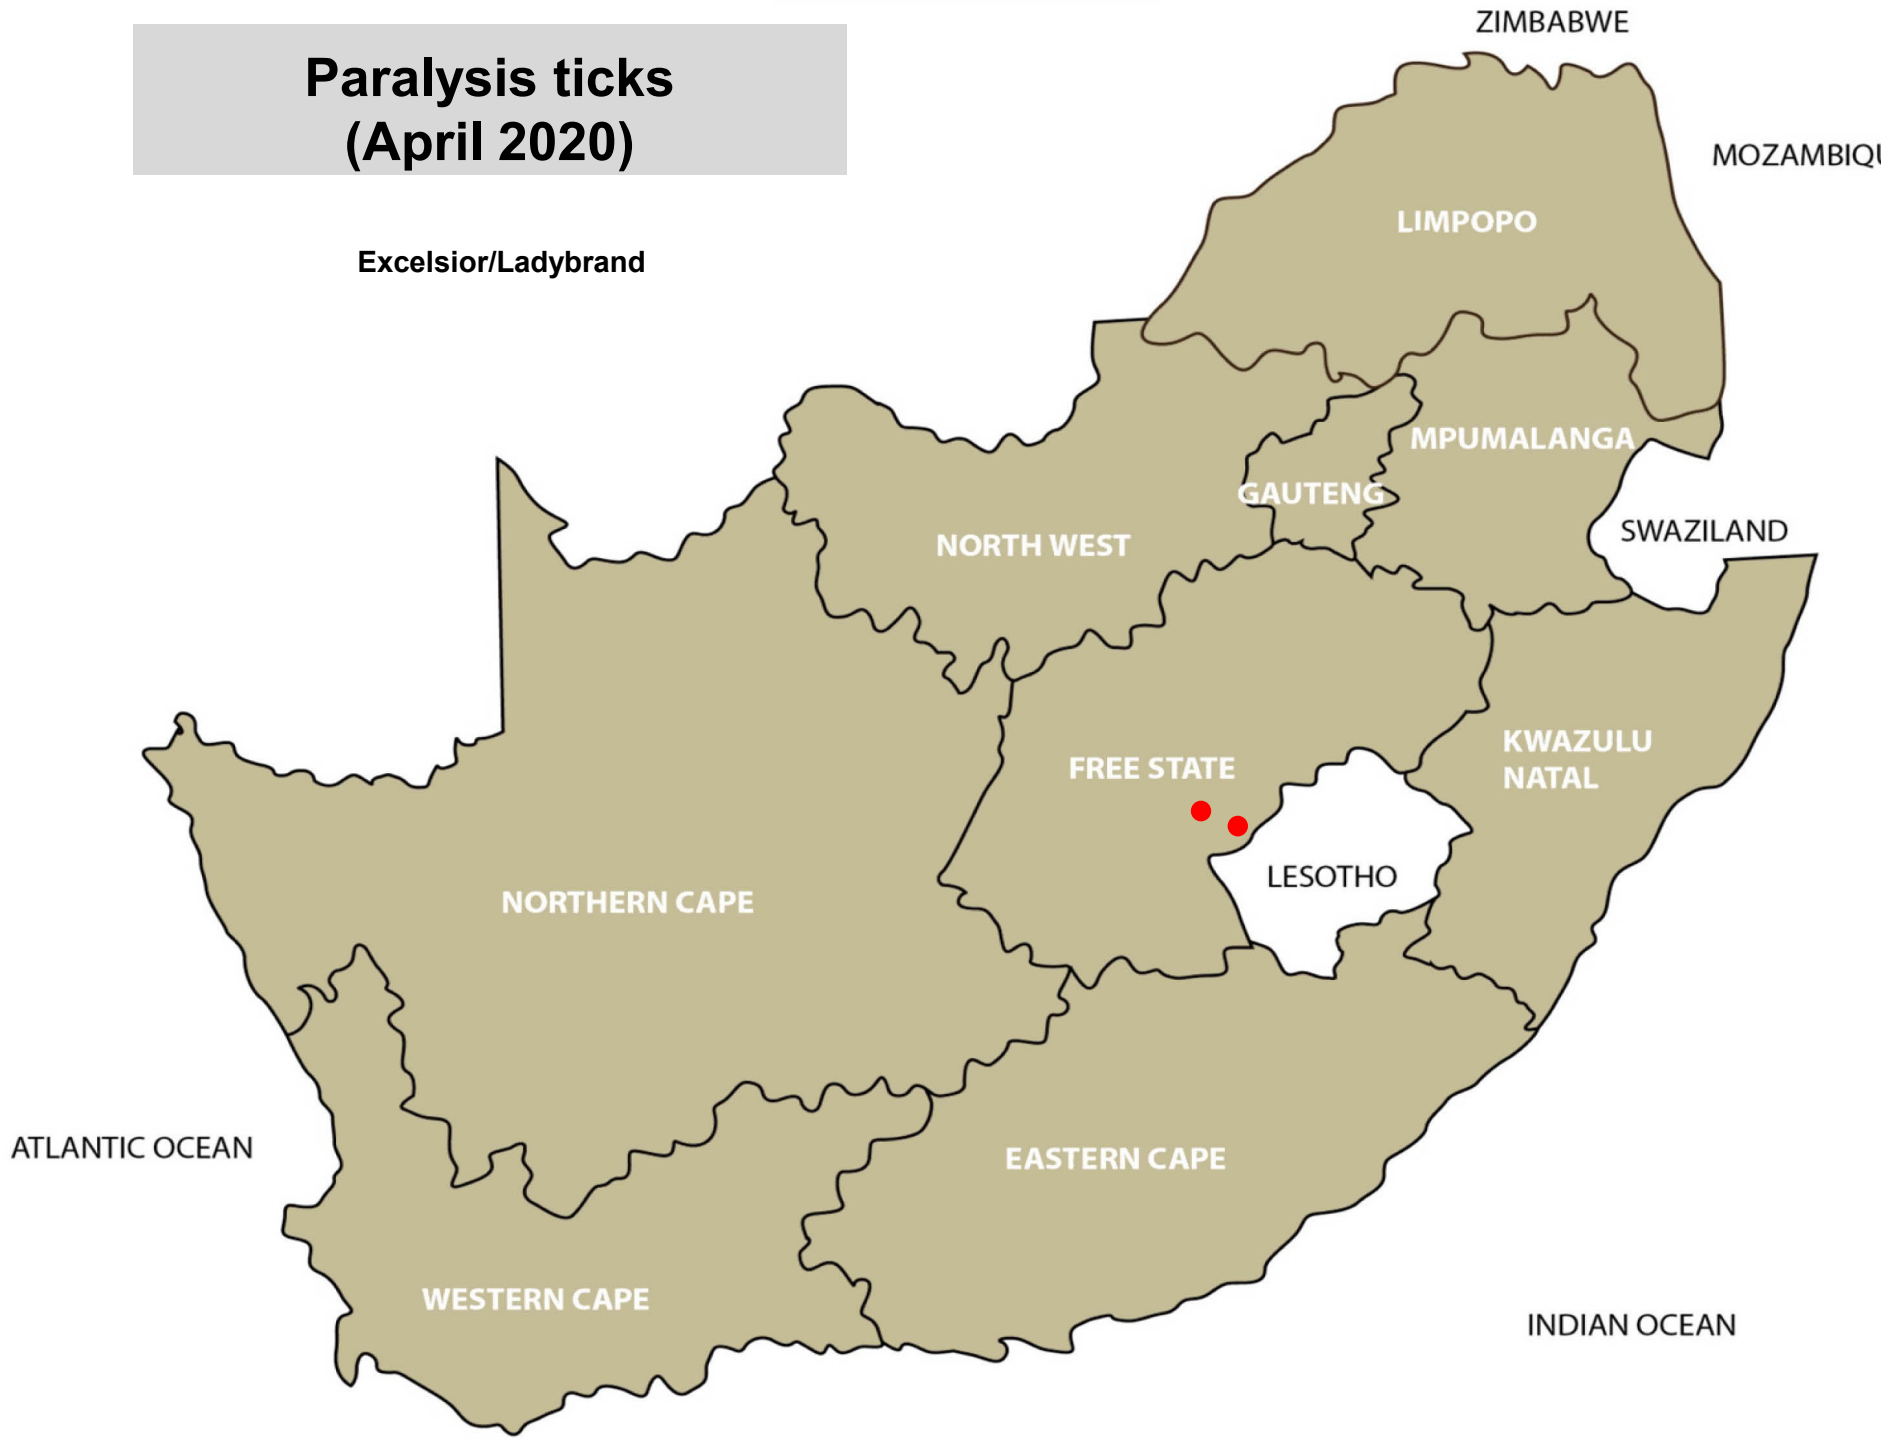 ZIMBABWE
Paralysis ticks
(April 2020)
MOZAMBIQU
LIMPOPO
Excelsior/Ladybrand
MPUMALANGA
GAUTENG
SWAZILAND
NORTH WEST
KWAZULU
NATAL
FREE STATE
LESOTHO
NORTHERN CAPE
ATLANTIC OCEAN
EASTERN CAPE
WESTERN CAPE
INDIAN OCEAN